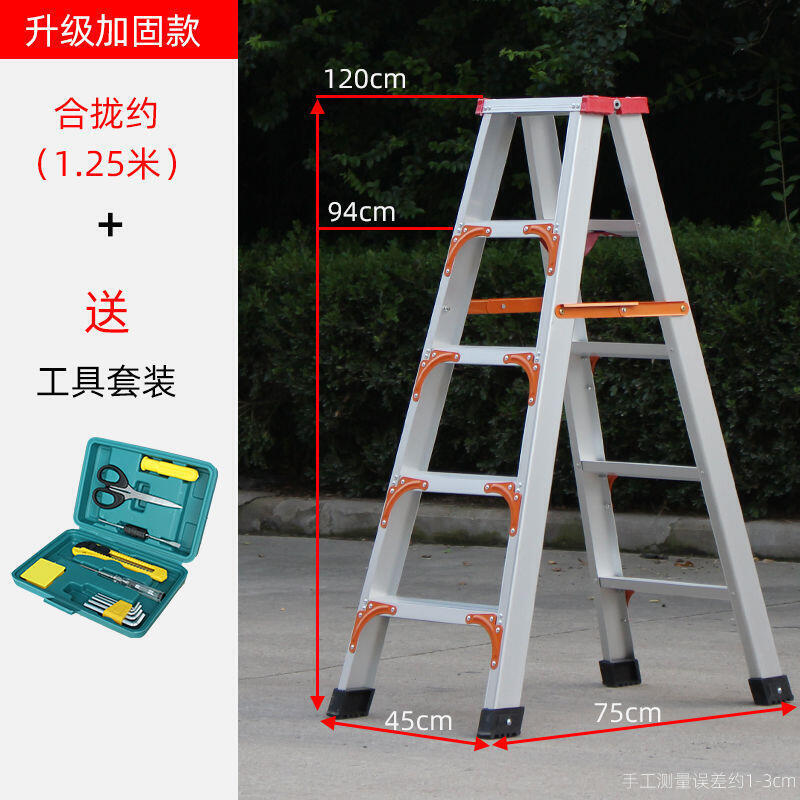 升级加固款
合拢约
（1.25米）
+
送
工具套装
120cm
94cm
45cm
75cm
手工测量误差约1-3cm